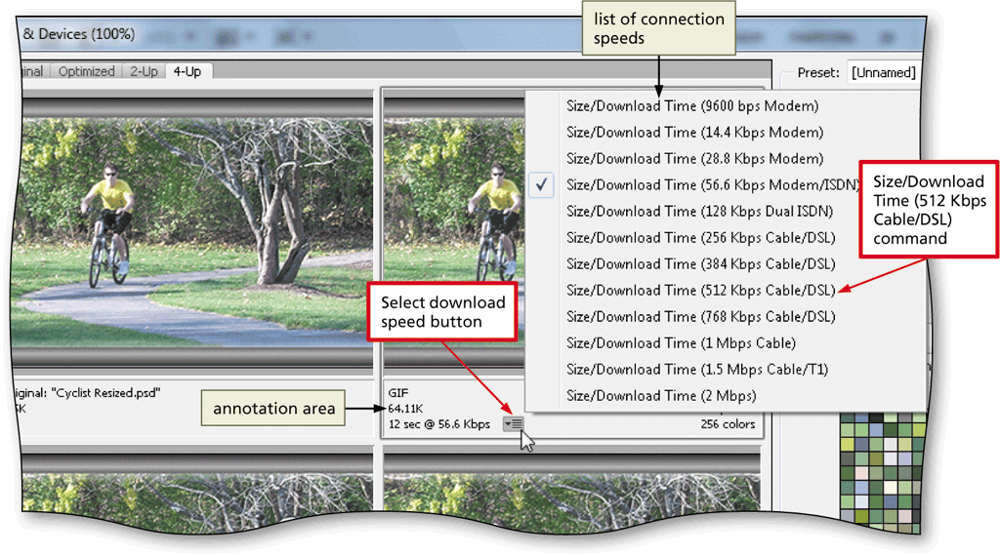 list of connection
speeds
& Devices (100%)
inal
Optimized
2-Up
4-Up
Preset:
[Unnamed]
Size/Download Time (9600 bps Modem)
Size/Download Time (14.4 Kbps Modem)
Size/Download Time (28.8 Kbps Modem)
Size/Download Time (56.6 Kbps Modem/ISDN)
Size/Download Time (128 Kbps Dual ISDN)
Size/Download Time (256 Kbps Cable/DSL)
Size/Download Time (384 Kbps Cable/DSL)
Size/Download Time (512 Kbps Cable/DSL)
Size/Download Time (768 Kbps Cable/DSL)
Size/Download Time (1 Mbps Cable)
Size/Download Time (1.5 Mbps Cable/T1)
Size/Download Time (2 Mbps)
Size/Download
Time (512 Kbps
Cable/DSL)
command
Select download
speed button
iginal: "Cyclist Resized.psd"
K
annotation area
GIF
64.11K
12 sec @ 56.6 Kbps
256 colors